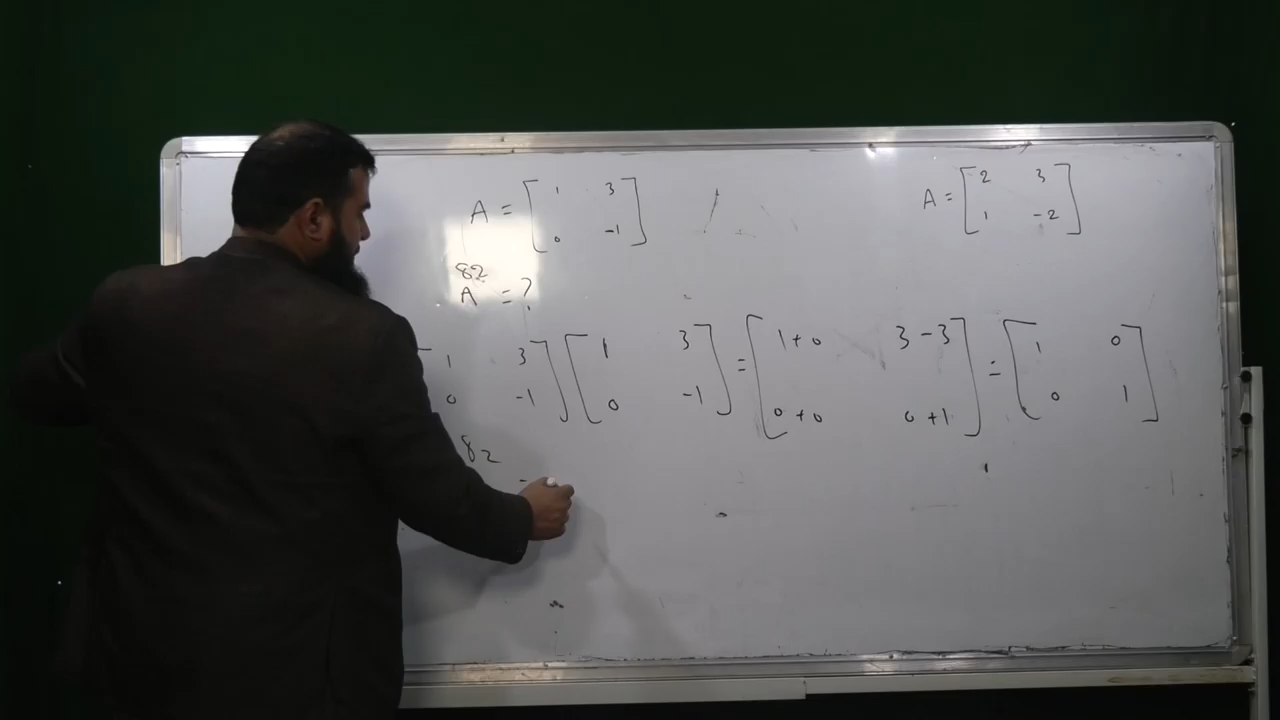 A = [ 1 3
0 -1 ]
A = [ 2 3
1 -2 ]
82
A = ?
1 3
0 -1 ] [ 1 3
0 -1 ] = [ 1+0 3-3
0+0 0+1 ] = [ 1 0
0 1 ]
82